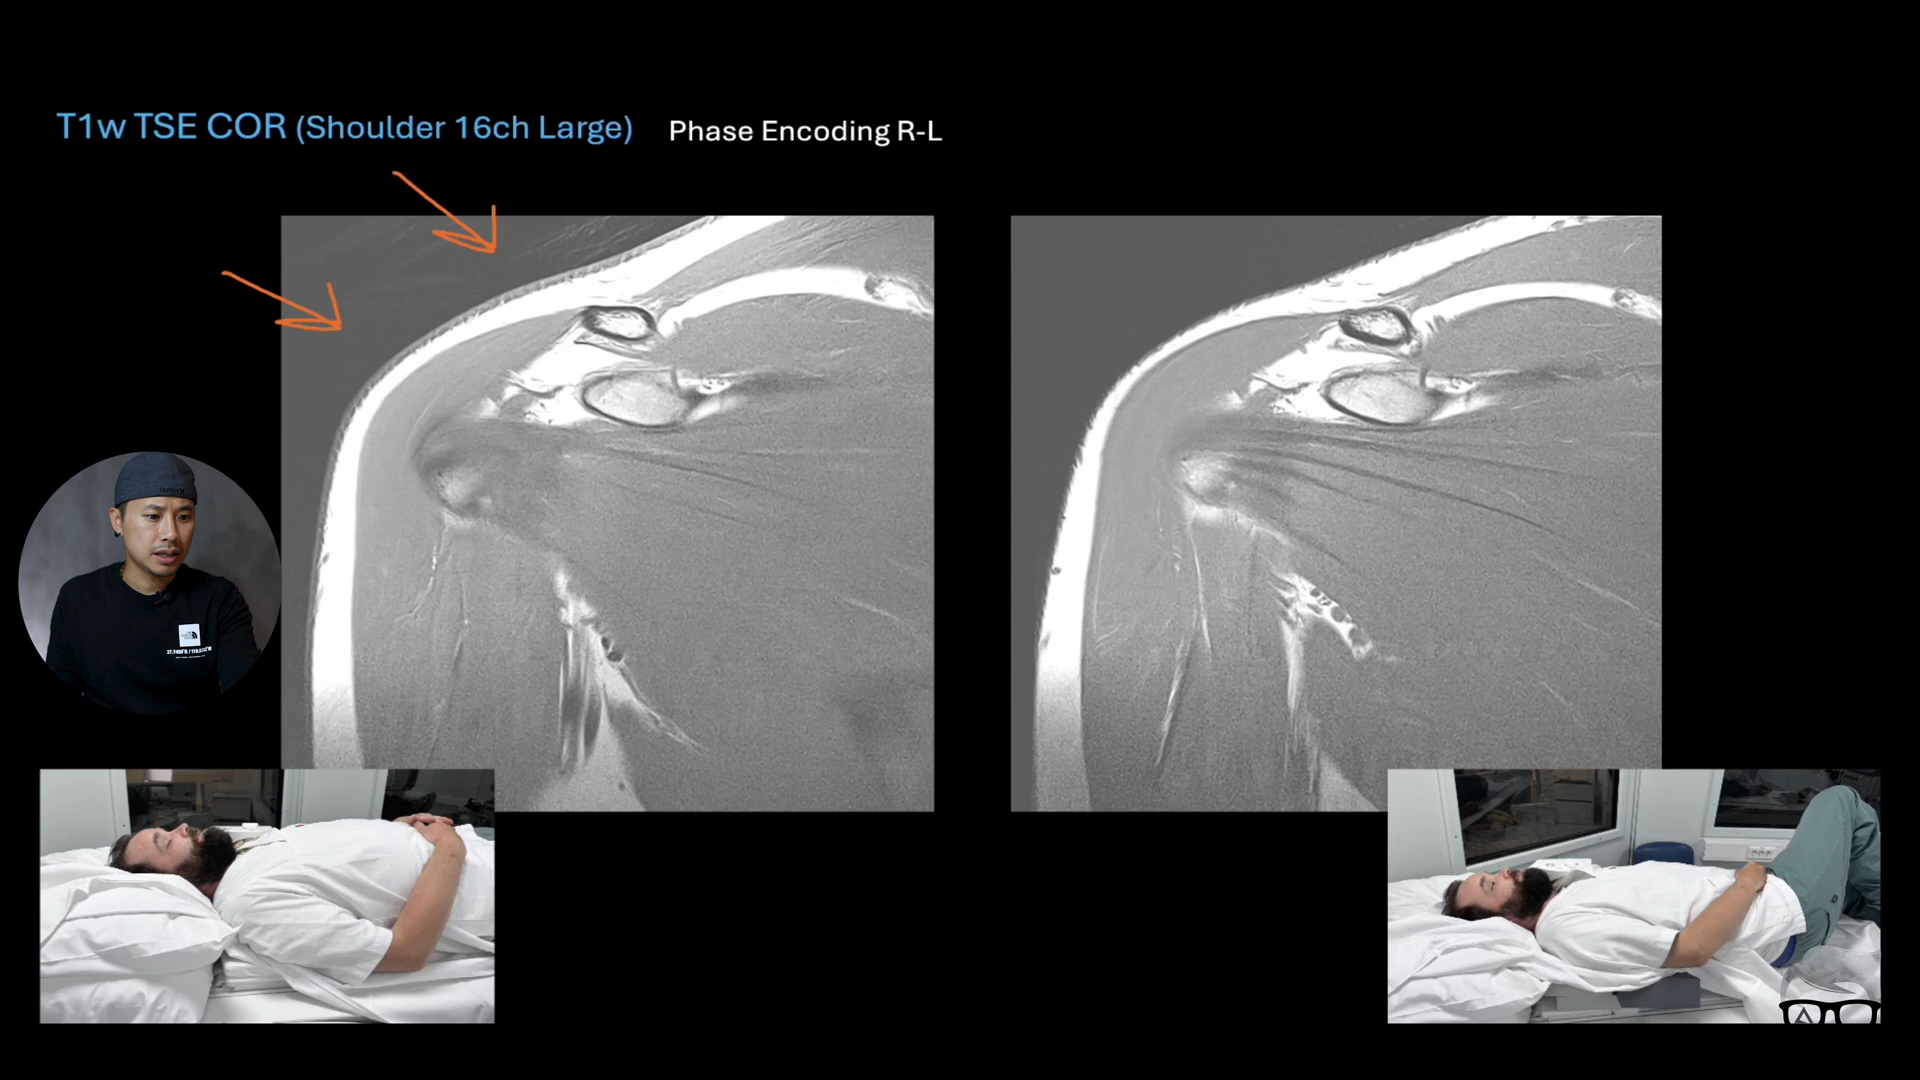 T1w TSE COR (Shoulder 16ch Large)
Phase Encoding R-L